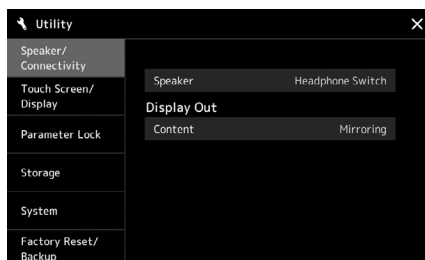 Utility
Speaker/
Connectivity
Touch Screen/
Display
Parameter Lock
Storage
System
Factory Reset/
Backup
Speaker Headphone Switch
Display Out
Content Mirroring